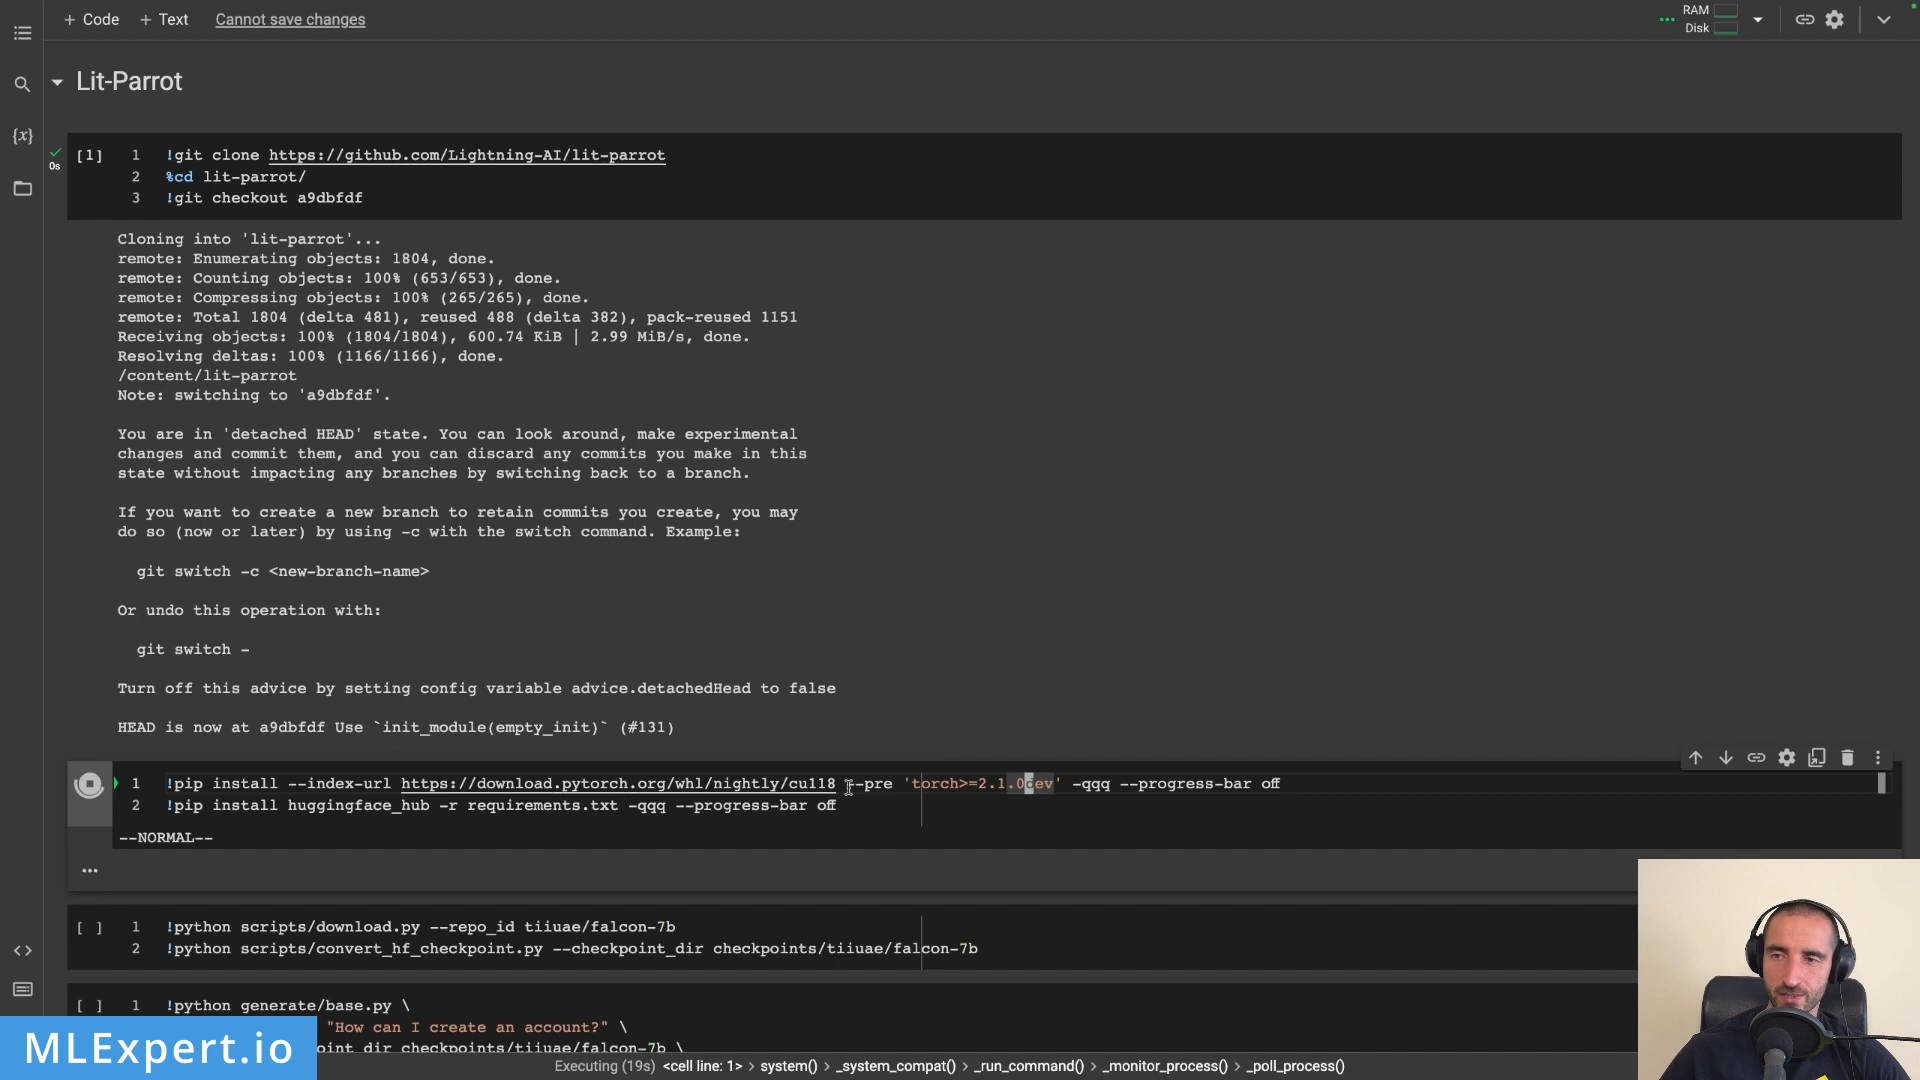 + Code + Text Cannot save changes
RAM
Disk
Lit-Parrot
{x}
[1] 1 !git clone https://github.com/Lightning-AI/lit-parrot
0s
2 %cd lit-parrot/
3 !git checkout a9dbfdf
Cloning into 'lit-parrot'...
remote: Enumerating objects: 1804, done.
remote: Counting objects: 100% (653/653), done.
remote: Compressing objects: 100% (265/265), done.
remote: Total 1804 (delta 481), reused 488 (delta 382), pack-reused 1151
Receiving objects: 100% (1804/1804), 600.74 KiB | 2.99 MiB/s, done.
Resolving deltas: 100% (1166/1166), done.
/content/lit-parrot
Note: switching to 'a9dbfdf'.
You are in 'detached HEAD' state. You can look around, make experimental
changes and commit them, and you can discard any commits you make in this
state without impacting any branches by switching back to a branch.
If you want to create a new branch to retain commits you create, you may
do so (now or later) by using -c with the switch command. Example:
git switch -c <new-branch-name>
Or undo this operation with:
git switch -
Turn off this advice by setting config variable advice.detachedHead to false
HEAD is now at a9dbfdf Use `init_module(empty_init)` (#131)
1 !pip install --index-url https://download.pytorch.org/whl/nightly/cu118 --pre 'torch>=2.1.0dev' -qqq --progress-bar off
2 !pip install huggingface_hub -r requirements.txt -qqq --progress-bar off
--NORMAL--
...
[ ] 1 !python scripts/download.py --repo_id tiiuae/falcon-7b
2 !python scripts/convert_hf_checkpoint.py --checkpoint_dir checkpoints/tiiuae/falcon-7b
[ ] 1 !python generate/base.py \
"How can I create an account?" \
oint_dir checkpoints/tiiuae/falcon-7b \
MLExpert.io
Executing (19s) <cell line: 1> > system() > _system_compat() > _run_command() > _monitor_process() > _poll_process()